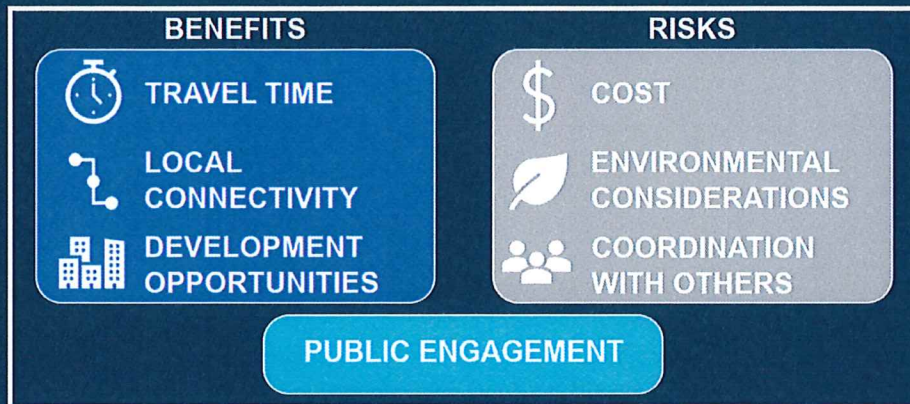 BENEFITS
TRAVEL TIME
LOCAL
CONNECTIVITY
DEVELOPMENT
OPPORTUNITIES
RISKS
COST
ENVIRONMENTAL
CONSIDERATIONS
COORDINATION
WITH OTHERS
PUBLIC ENGAGEMENT